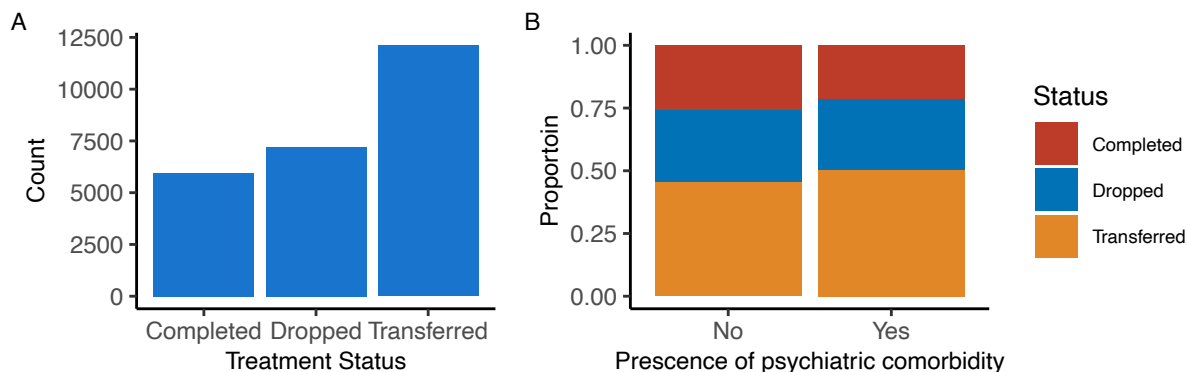 A
Count
12500
10000
7500
5000
2500
0
Completed Dropped Transferred
Treatment Status
B
Proportoin
1.00
0.75
0.50
0.25
0.00
No Yes
Prescence of psychiatric comorbidity
Status
Completed
Dropped
Transferred